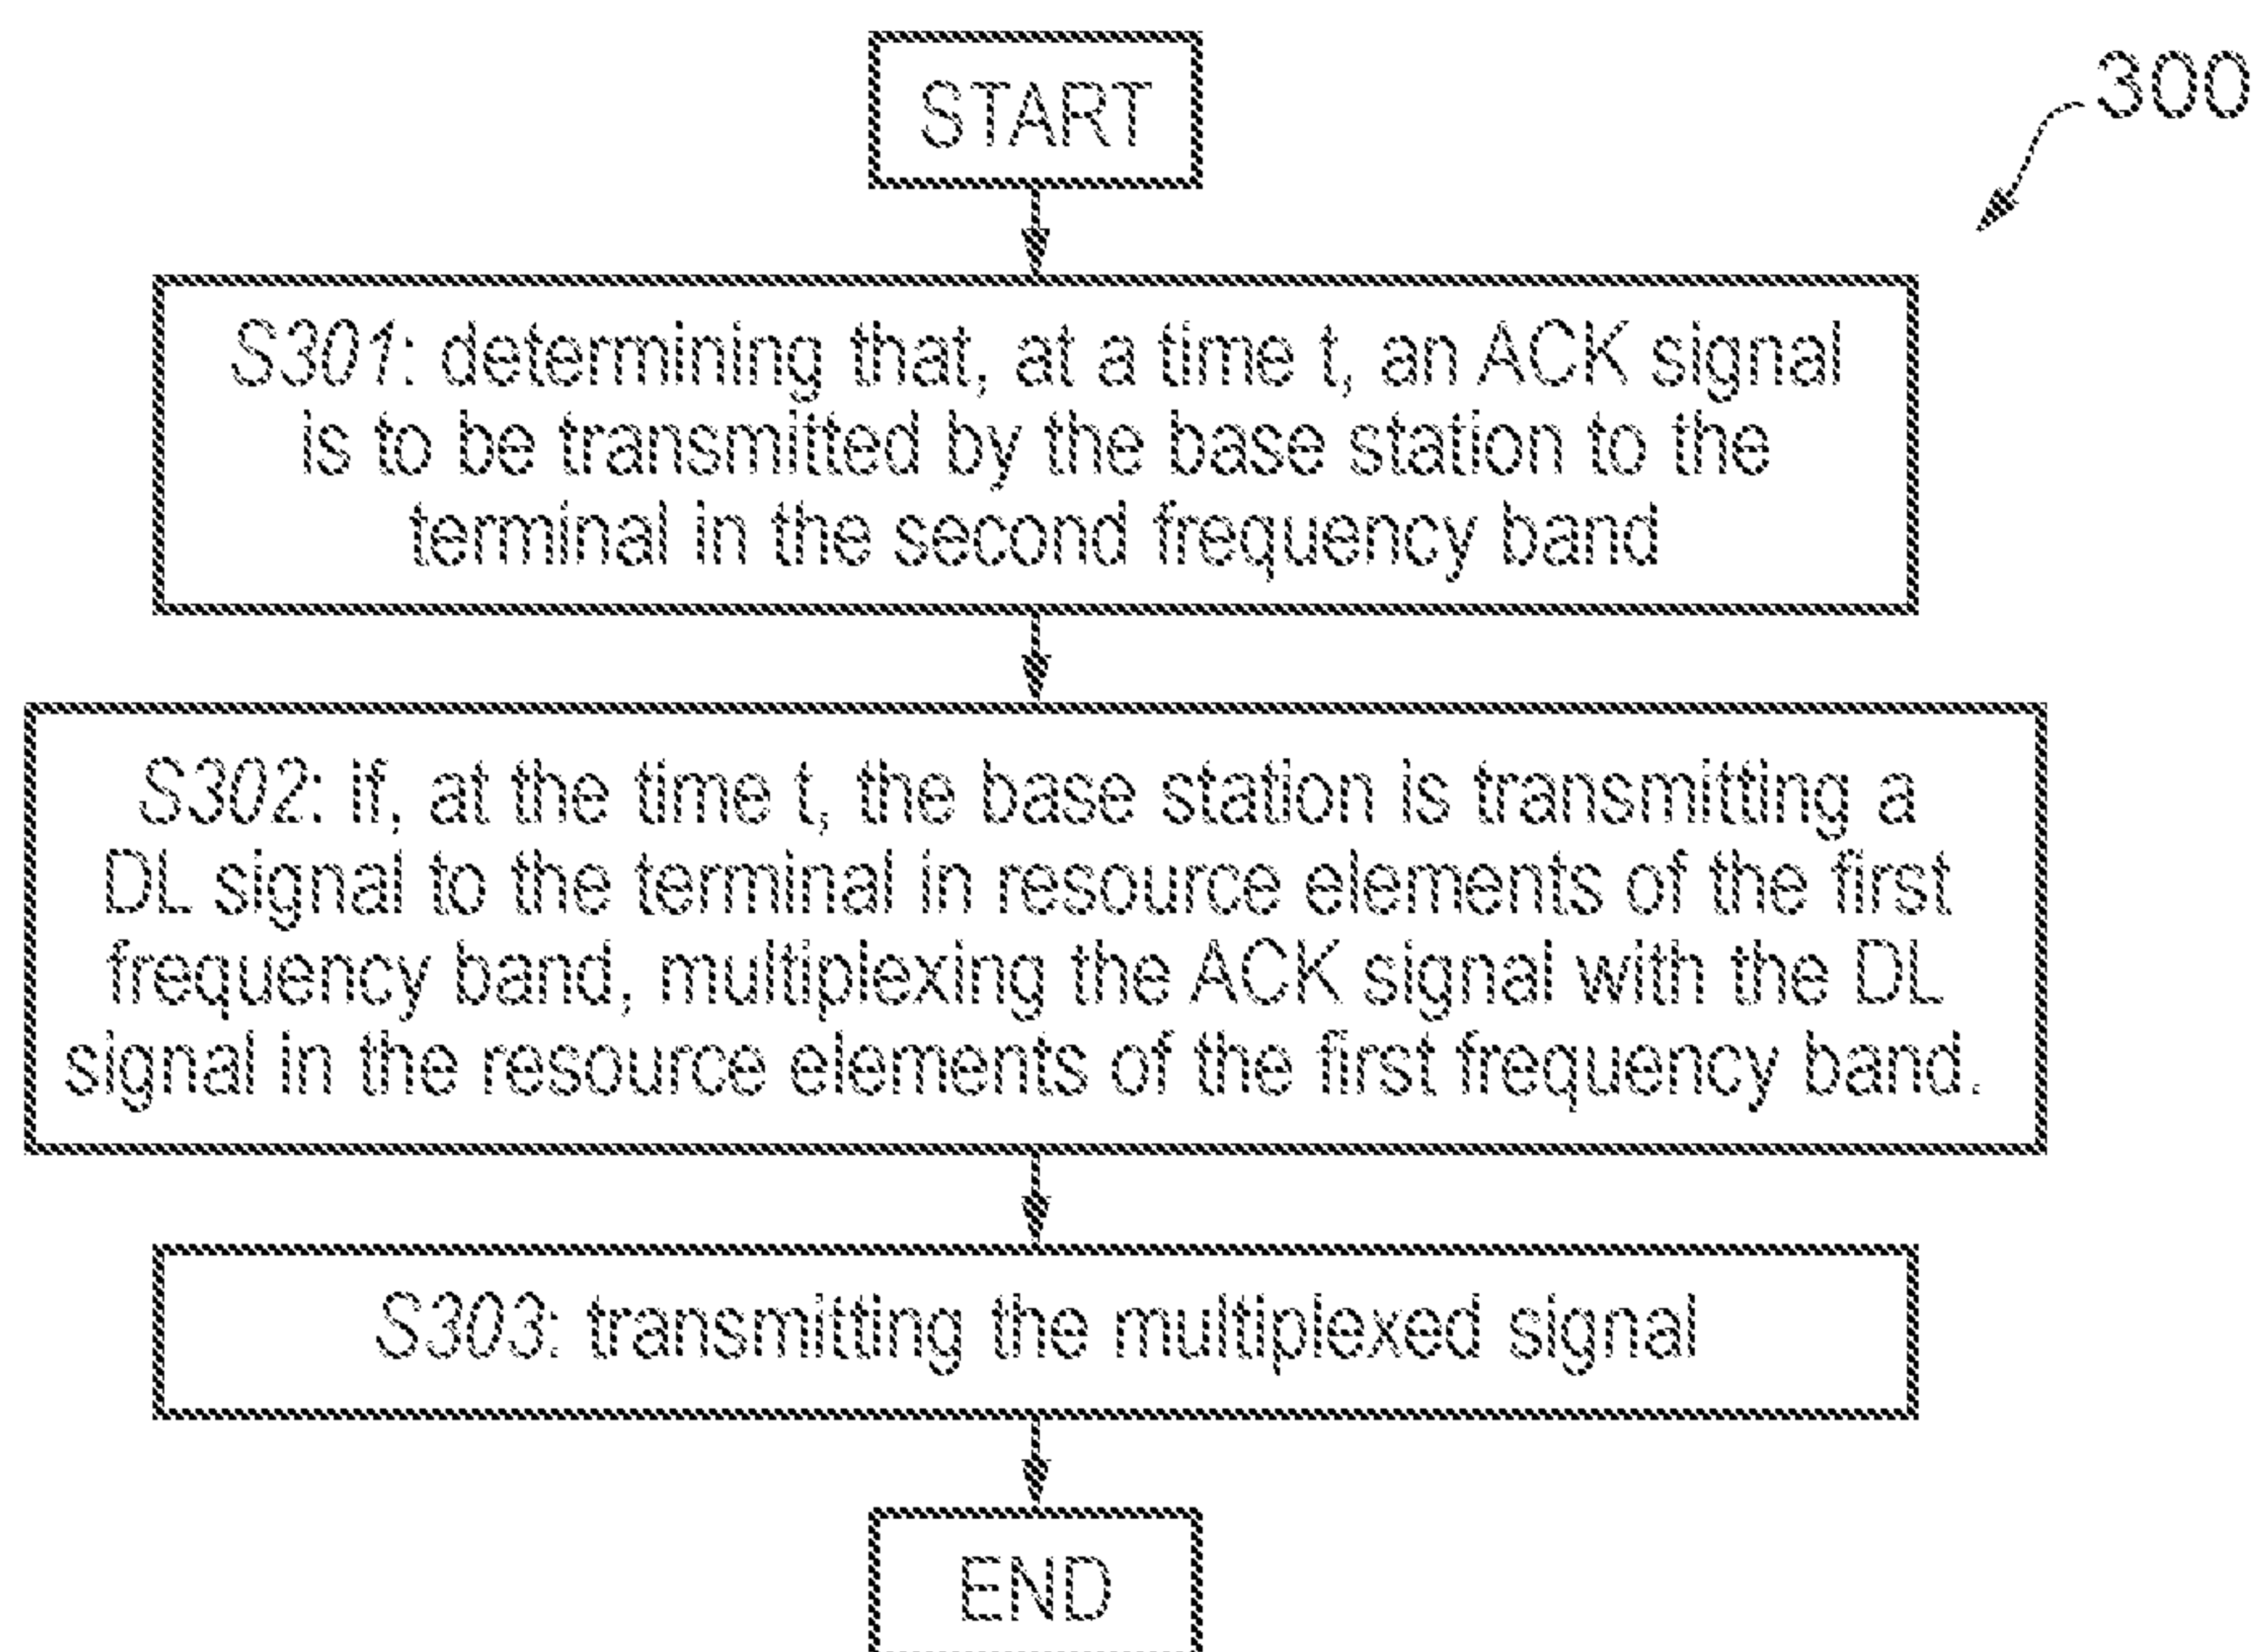 START
300
S301: determining that, at a time t, an ACK signal
is to be transmitted by the base station to the
terminal in the second frequency band
S302: if, at the time t, the base station is transmitting a
DL signal to the terminal in resource elements of the first
frequency band, multiplexing the ACK signal with the DL
signal in the resource elements of the first frequency band.
S303: transmitting the multiplexed signal
END